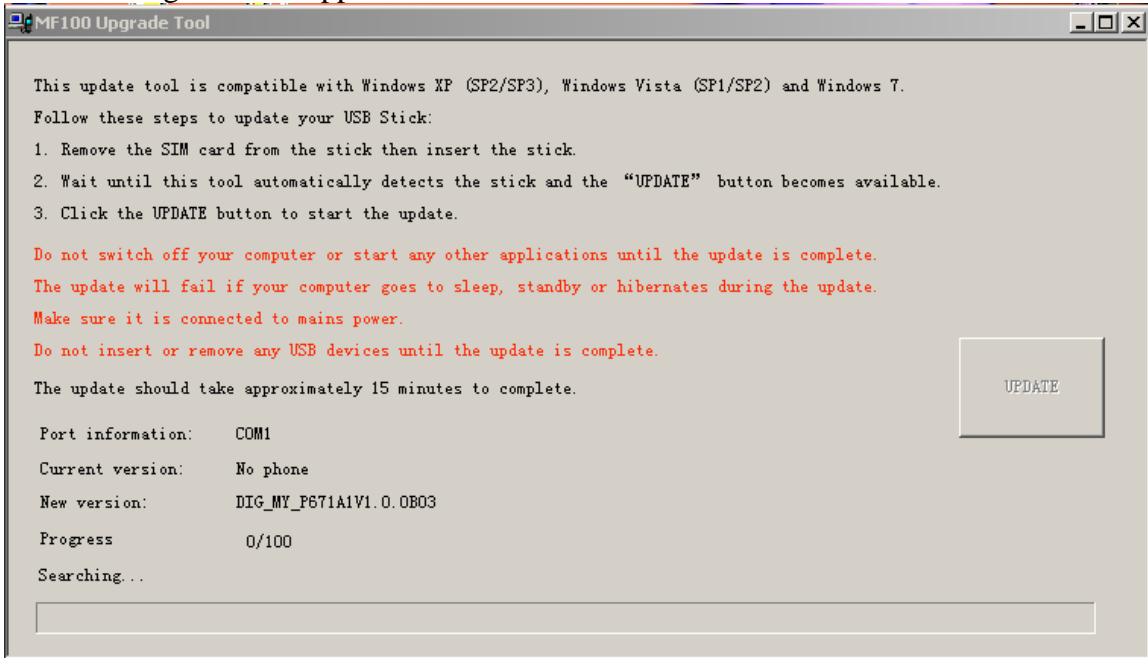 MF100 Upgrade Tool
This update tool is compatible with Windows XP (SP2/SP3), Windows Vista (SP1/SP2) and Windows 7.
Follow these steps to update your USB Stick:
1. Remove the SIM card from the stick then insert the stick.
2. Wait until this tool automatically detects the stick and the “UPDATE” button becomes available.
3. Click the UPDATE button to start the update.
Do not switch off your computer or start any other applications until the update is complete.
The update will fail if your computer goes to sleep, standby or hibernates during the update.
Make sure it is connected to mains power.
Do not insert or remove any USB devices until the update is complete.
The update should take approximately 15 minutes to complete.
UPDATE
Port information: COM1
Current version: No phone
New version: DIG_MY_P671A1V1.0.0B03
Progress 0/100
Searching...